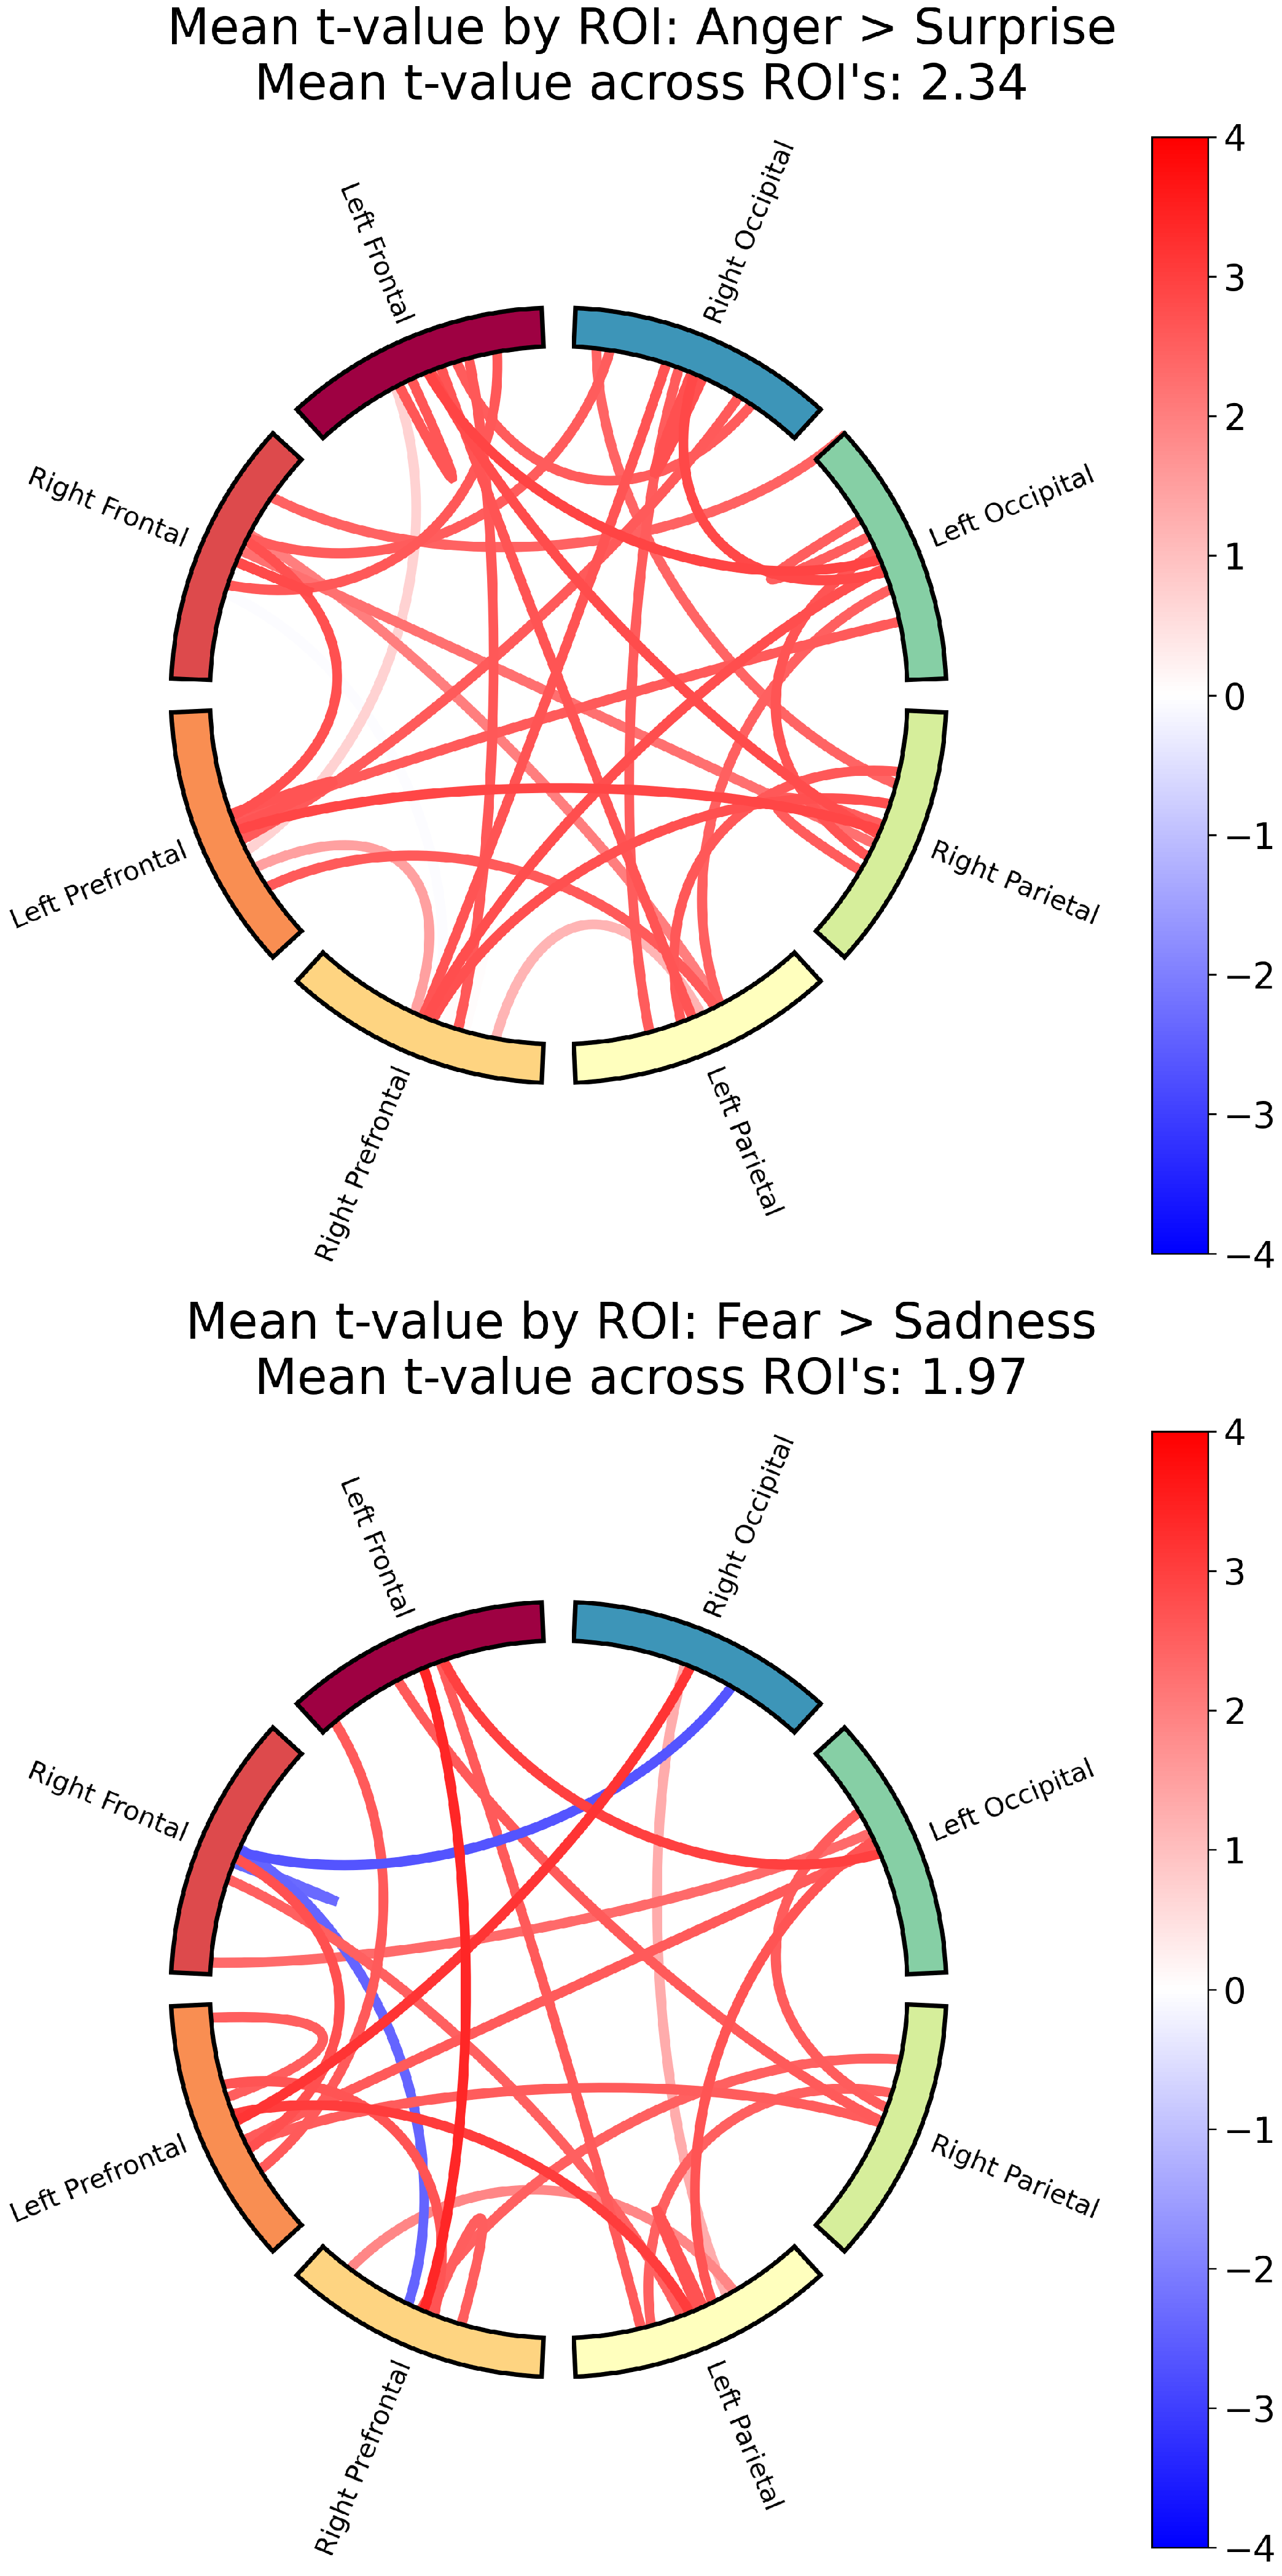 Mean t-value by ROI: Anger > Surprise
Mean t-value across ROI's: 2.34
Left Frontal
Right Occipital
Right Frontal
Left Occipital
Left Prefrontal
Right Parietal
Right Prefrontal
Left Parietal
4
3
2
1
0
−1
−2
−3
−4
Mean t-value by ROI: Fear > Sadness
Mean t-value across ROI's: 1.97
Left Frontal
Right Occipital
Right Frontal
Left Occipital
Left Prefrontal
Right Parietal
Right Prefrontal
Left Parietal
4
3
2
1
0
−1
−2
−3
−4